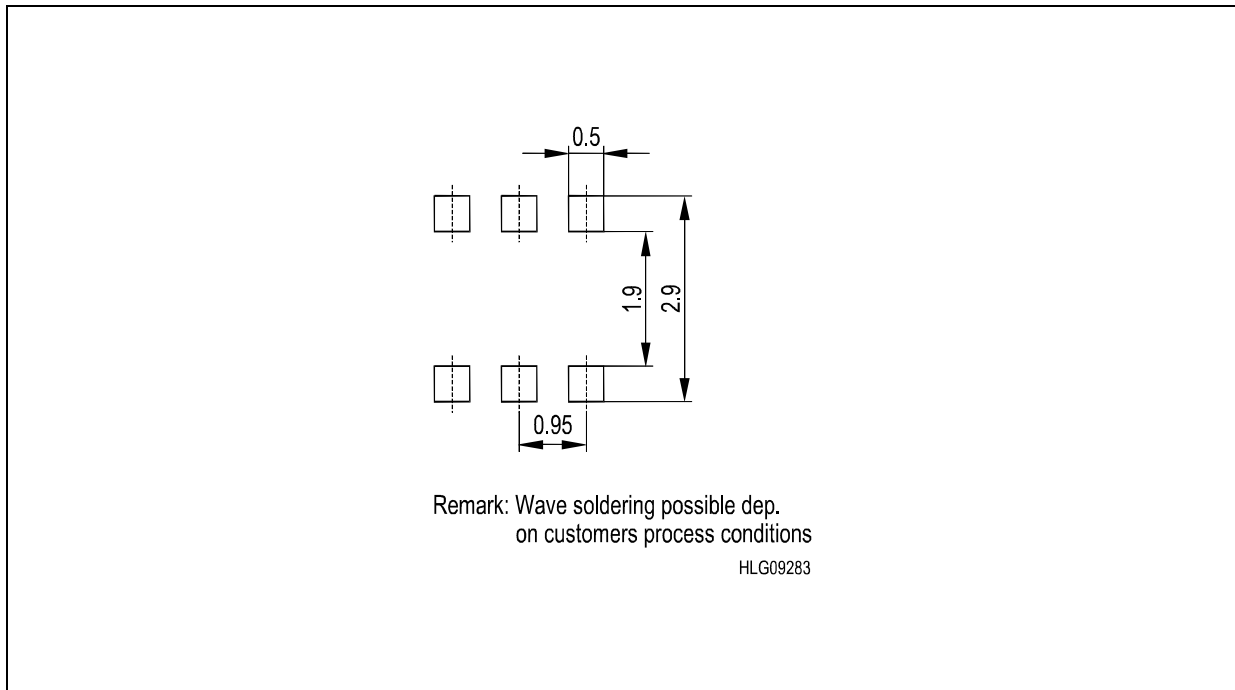 0.5
1.9
2.9
0.95
Remark: Wave soldering possible dep.
on customers process conditions
HLG09283